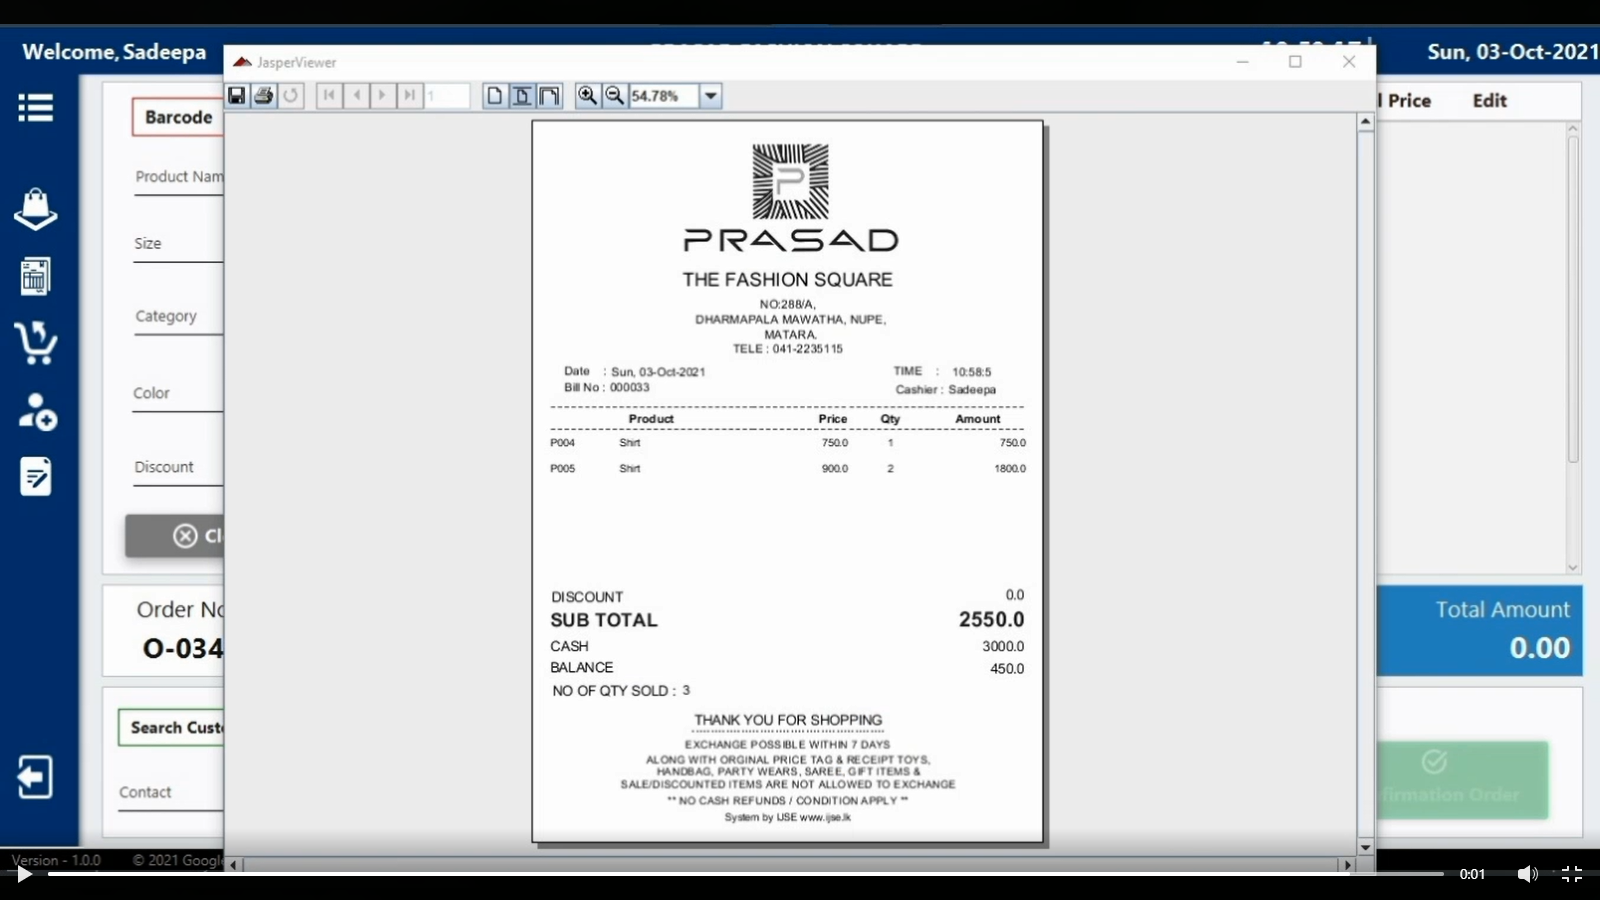 Welcome, Sadeepa
Sun, 03-Oct-2021
JasperViewer
1
54.78%
Price
Edit
Barcode
Product Nam
Size
Category
Color
Discount
Cl
Order No
O-034
Search Custo
Contact
Total Amount
0.00
firmation Order
P
PRASAD
THE FASHION SQUARE
NO:288/A,
DHARMAPALA MAWATHA, NUPE,
MATARA.
TELE : 041-2235115
Date : Sun, 03-Oct-2021 TIME : 10:58:5
Bill No : 000033 Cashier : Sadeepa
Product Price Qty Amount
P004 Shirt 750.0 1 750.0
P005 Shirt 900.0 2 1800.0
DISCOUNT 0.0
SUB TOTAL 2550.0
CASH 3000.0
BALANCE 450.0
NO OF QTY SOLD : 3
THANK YOU FOR SHOPPING
EXCHANGE POSSIBLE WITHIN 7 DAYS
ALONG WITH ORGINAL PRICE TAG & RECEIPT TOYS,
HANDBAG, PARTY WEARS, SAREE, GIFT ITEMS &
SALE/DISCOUNTED ITEMS ARE NOT ALLOWED TO EXCHANGE
** NO CASH REFUNDS / CONDITION APPLY **
System by IJSE www.ijse.lk
Version - 1.0.0 © 2021 Google
0:01